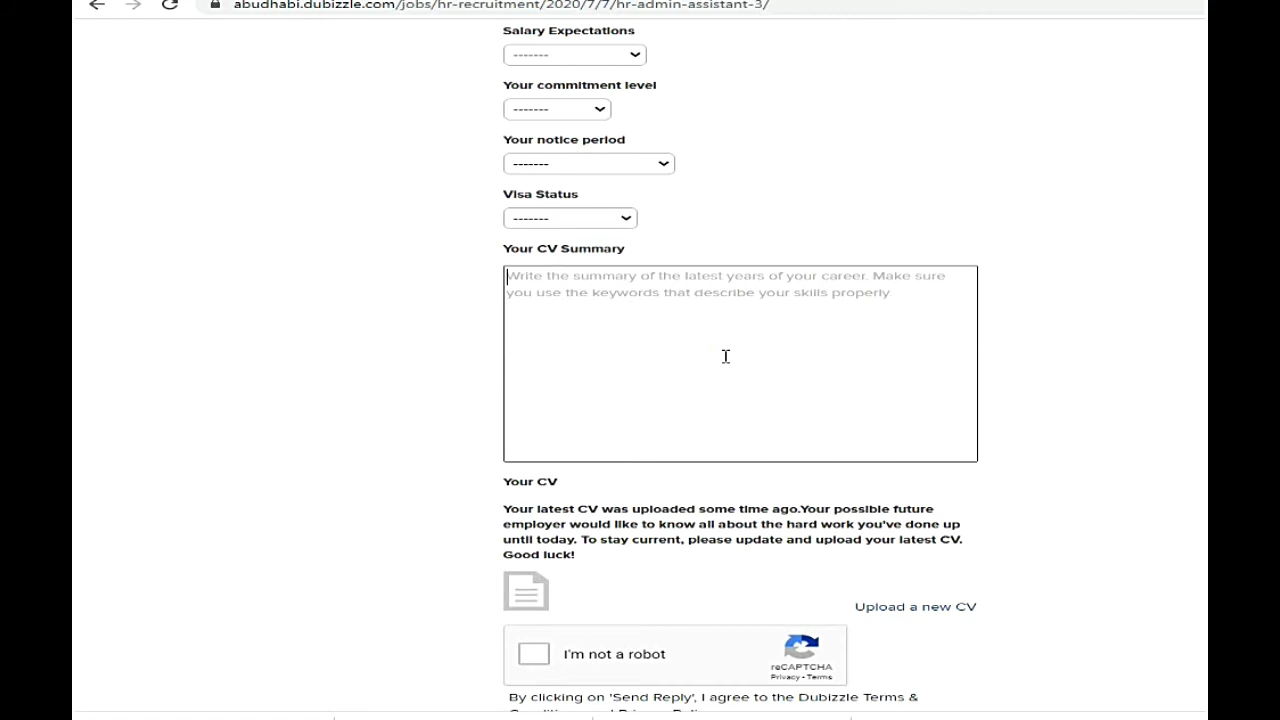 abudhabi.dubizzle.com/jobs/hr-recruitment/2020/7/7/hr-admin-assistant-3/
Salary Expectations
-------
Your commitment level
-------
Your notice period
-------
Visa Status
-------
Your CV Summary
Write the summary of the latest years of your career. Make sure
you use the keywords that describe your skills properly.
Your CV
Your latest CV was uploaded some time ago.Your possible future
employer would like to know all about the hard work you've done up
until today. To stay current, please update and upload your latest CV.
Good luck!
Upload a new CV
I'm not a robot
reCAPTCHA
Privacy - Terms
By clicking on 'Send Reply', I agree to the Dubizzle Terms &